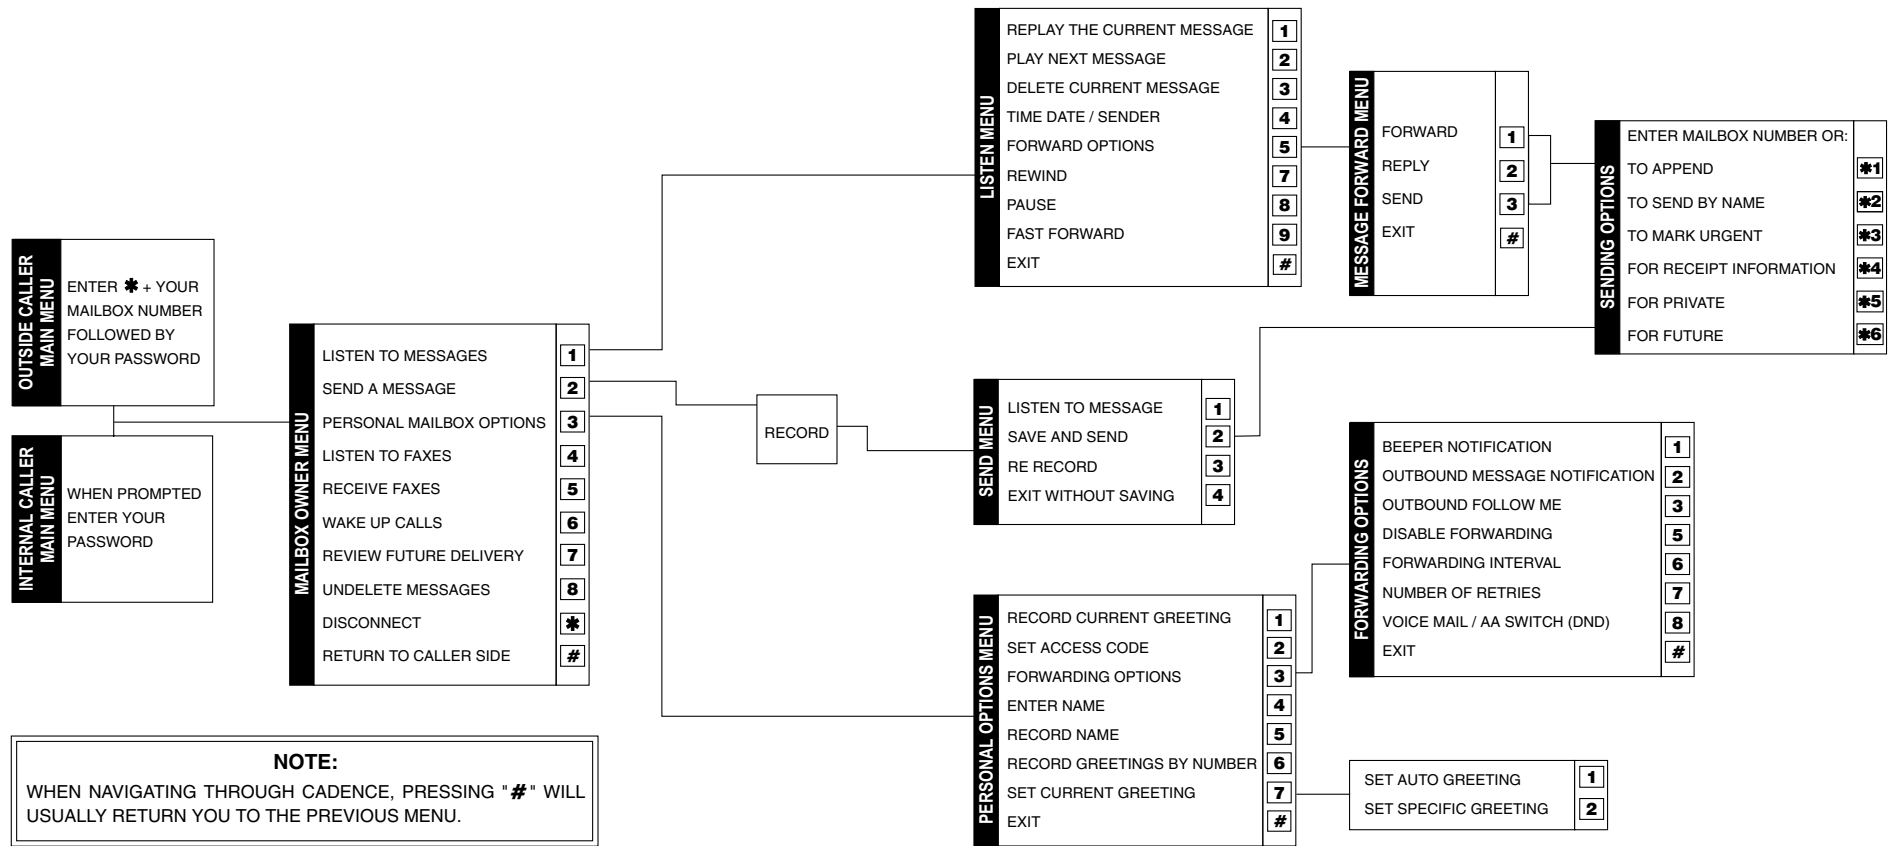 OUTSIDE CALLER
MAIN MENU
ENTER ✱ + YOUR
MAILBOX NUMBER
FOLLOWED BY
YOUR PASSWORD
INTERNAL CALLER
MAIN MENU
WHEN PROMPTED
ENTER YOUR
PASSWORD
MAILBOX OWNER MENU
LISTEN TO MESSAGES 1
SEND A MESSAGE 2
PERSONAL MAILBOX OPTIONS 3
LISTEN TO FAXES 4
RECEIVE FAXES 5
WAKE UP CALLS 6
REVIEW FUTURE DELIVERY 7
UNDELETE MESSAGES 8
DISCONNECT ✱
RETURN TO CALLER SIDE #
LISTEN MENU
REPLAY THE CURRENT MESSAGE 1
PLAY NEXT MESSAGE 2
DELETE CURRENT MESSAGE 3
TIME DATE / SENDER 4
FORWARD OPTIONS 5
REWIND 7
PAUSE 8
FAST FORWARD 9
EXIT #
MESSAGE FORWARD MENU
FORWARD 1
REPLY 2
SEND 3
EXIT #
SENDING OPTIONS
ENTER MAILBOX NUMBER OR:
TO APPEND ✱1
TO SEND BY NAME ✱2
TO MARK URGENT ✱3
FOR RECEIPT INFORMATION ✱4
FOR PRIVATE ✱5
FOR FUTURE ✱6
RECORD
SEND MENU
LISTEN TO MESSAGE 1
SAVE AND SEND 2
RE RECORD 3
EXIT WITHOUT SAVING 4
PERSONAL OPTIONS MENU
RECORD CURRENT GREETING 1
SET ACCESS CODE 2
FORWARDING OPTIONS 3
ENTER NAME 4
RECORD NAME 5
RECORD GREETINGS BY NUMBER 6
SET CURRENT GREETING 7
EXIT #
FORWARDING OPTIONS
BEEPER NOTIFICATION 1
OUTBOUND MESSAGE NOTIFICATION 2
OUTBOUND FOLLOW ME 3
DISABLE FORWARDING 5
FORWARDING INTERVAL 6
NUMBER OF RETRIES 7
VOICE MAIL / AA SWITCH (DND) 8
EXIT #
SET AUTO GREETING 1
SET SPECIFIC GREETING 2
NOTE:
WHEN NAVIGATING THROUGH CADENCE, PRESSING "#" WILL
USUALLY RETURN YOU TO THE PREVIOUS MENU.